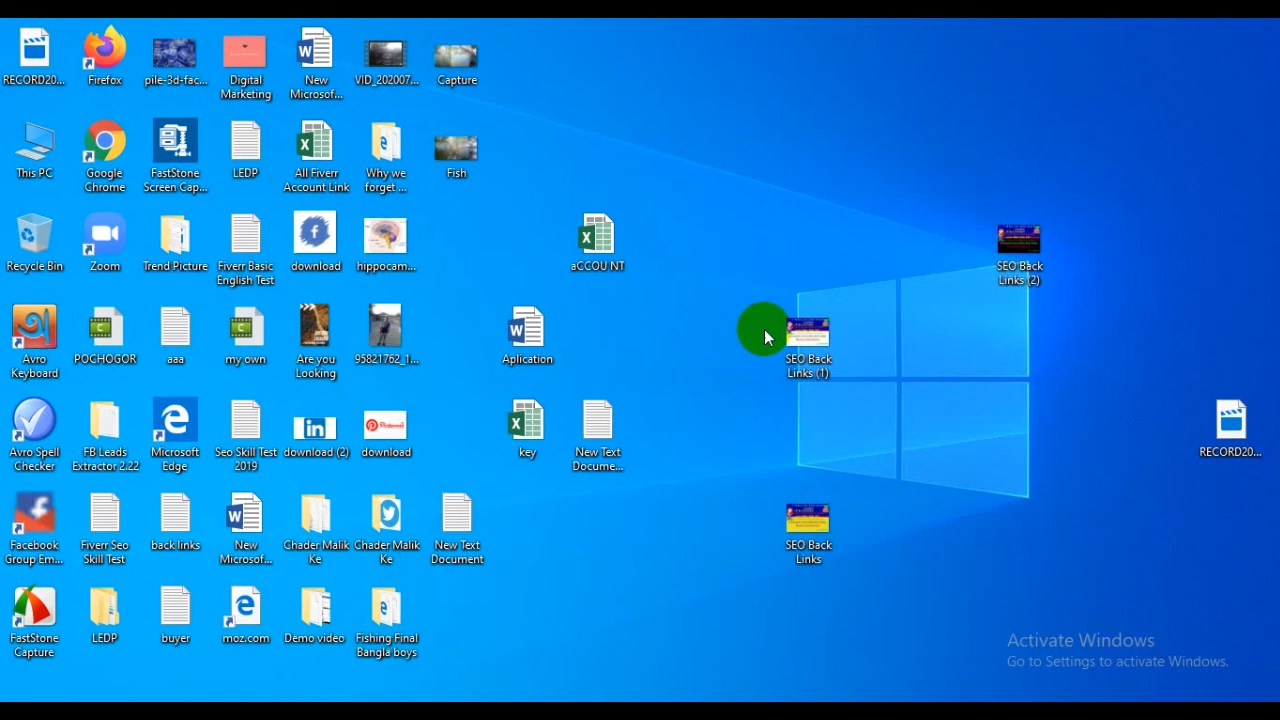 RECORD20...
Firefox
pile-3d-fac...
Digital
Marketing
New
Microsof...
VID_202007...
Capture
This PC
Google
Chrome
FastStone
Screen Cap...
LEDP
All Fiverr
Account Link
Why we
forget ...
Fish
Recycle Bin
Zoom
Trend Picture
Fiverr Basic
English Test
download
hippocam...
aCCOU NT
SEO Back
Links (2)
Avro
Keyboard
POCHOGOR
aaa
my own
Are you
Looking
95821762_1...
Aplication
SEO Back
Links (1)
Avro Spell
Checker
FB Leads
Extractor 2.22
Microsoft
Edge
Seo Skill Test
2019
download (2)
download
key
New Text
Docume...
RECORD20...
Facebook
Group Em...
Fiverr Seo
Skill Test
back links
New
Microsof...
Chader Malik
Ke
Chader Malik
Ke
New Text
Document
SEO Back
Links
FastStone
Capture
LEDP
buyer
moz.com
Demo video
Fishing Final
Bangla boys
Activate Windows
Go to Settings to activate Windows.